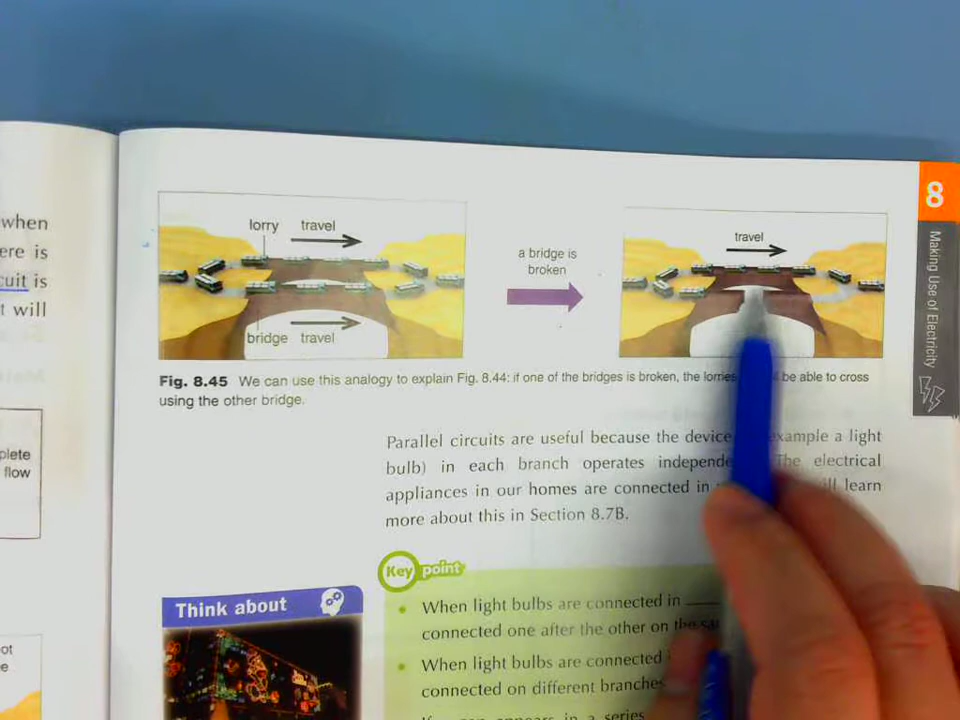 when
ere is
cuit is
t will
plete
flow
ot
e
8
Making Use of Electricity
lorry travel
bridge travel
a bridge is
broken
travel
Fig. 8.45 We can use this analogy to explain Fig. 8.44: if one of the bridges is broken, the lorries be able to cross
using the other bridge.
Parallel circuits are useful because the device example a light
bulb) in each branch operates The electrical
appliances in our homes are connected in learn
more about this in Section 8.7B.
Key point
When light bulbs are connected in
connected one after the other on the
When light bulbs are connected
connected on different branches
in a series
Think about